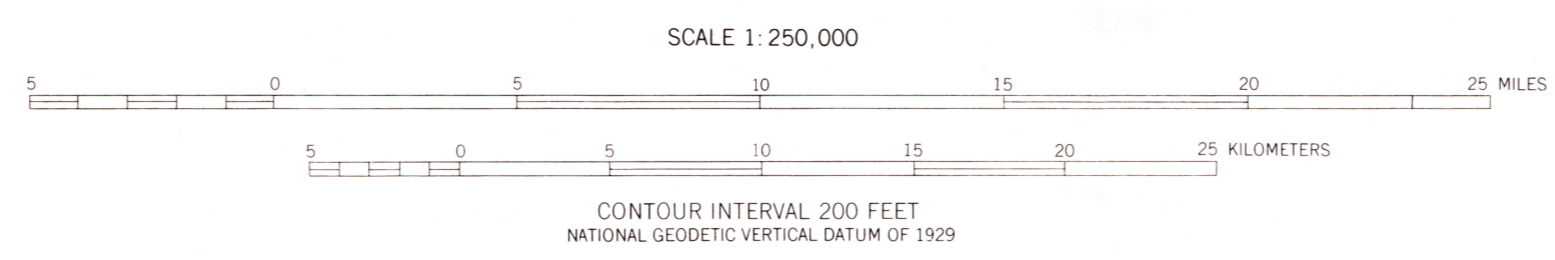 SCALE 1:250,000
5 0 5 10 15 20 25 MILES
5 0 5 10 15 20 25 KILOMETERS
CONTOUR INTERVAL 200 FEET
NATIONAL GEODETIC VERTICAL DATUM OF 1929